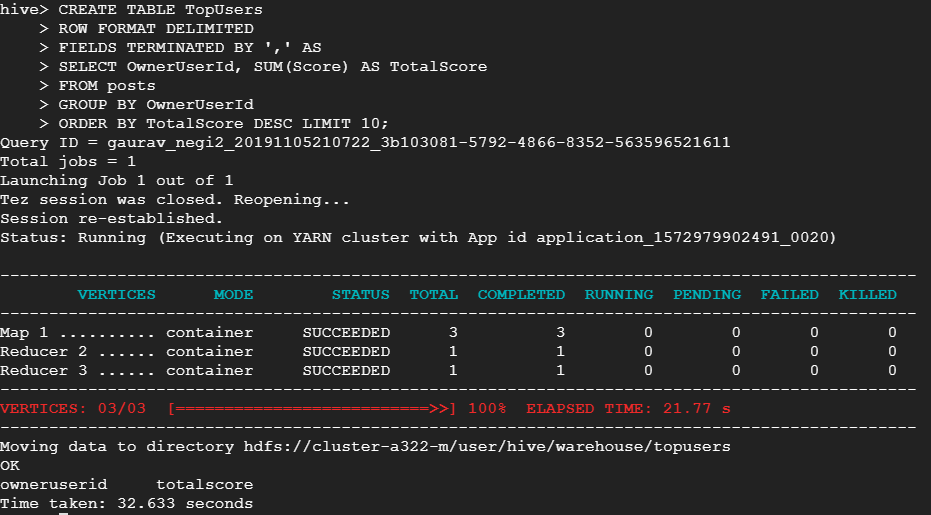 hive> CREATE TABLE TopUsers
    > ROW FORMAT DELIMITED
    > FIELDS TERMINATED BY ',' AS
    > SELECT OwnerUserId, SUM(Score) AS TotalScore
    > FROM posts
    > GROUP BY OwnerUserId
    > ORDER BY TotalScore DESC LIMIT 10;
Query ID = gaurav_negi2_20191105210722_3b103081-5792-4866-8352-563596521611
Total jobs = 1
Launching Job 1 out of 1
Tez session was closed. Reopening...
Session re-established.
Status: Running (Executing on YARN cluster with App id application_1572979902491_0020)
----------------------------------------------------------------------------------------------
        VERTICES      MODE        STATUS  TOTAL  COMPLETED  RUNNING  PENDING  FAILED  KILLED
----------------------------------------------------------------------------------------------
Map 1 .......... container     SUCCEEDED      3          3        0        0       0       0
Reducer 2 ...... container     SUCCEEDED      1          1        0        0       0       0
Reducer 3 ...... container     SUCCEEDED      1          1        0        0       0       0
----------------------------------------------------------------------------------------------
VERTICES: 03/03  [==========================>>] 100%  ELAPSED TIME: 21.77 s
----------------------------------------------------------------------------------------------
Moving data to directory hdfs://cluster-a322-m/user/hive/warehouse/topusers
OK
owneruserid     totalscore
Time taken: 32.633 seconds